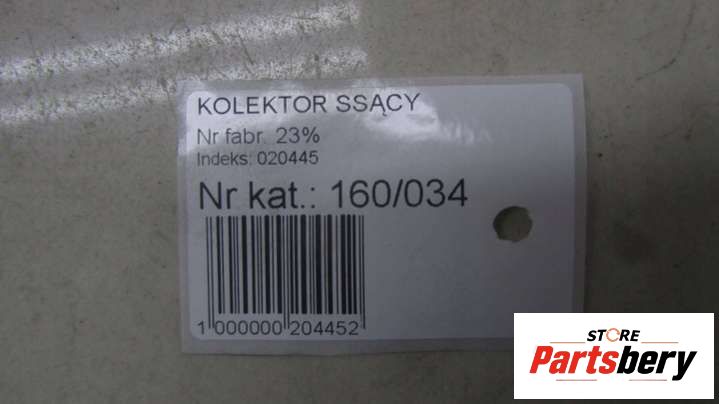 KOLEKTOR SSĄCY
Nr fabr. 23%
Indeks: 020445
Nr kat.: 160/034
1 000000 204452
STORE
Partsbery